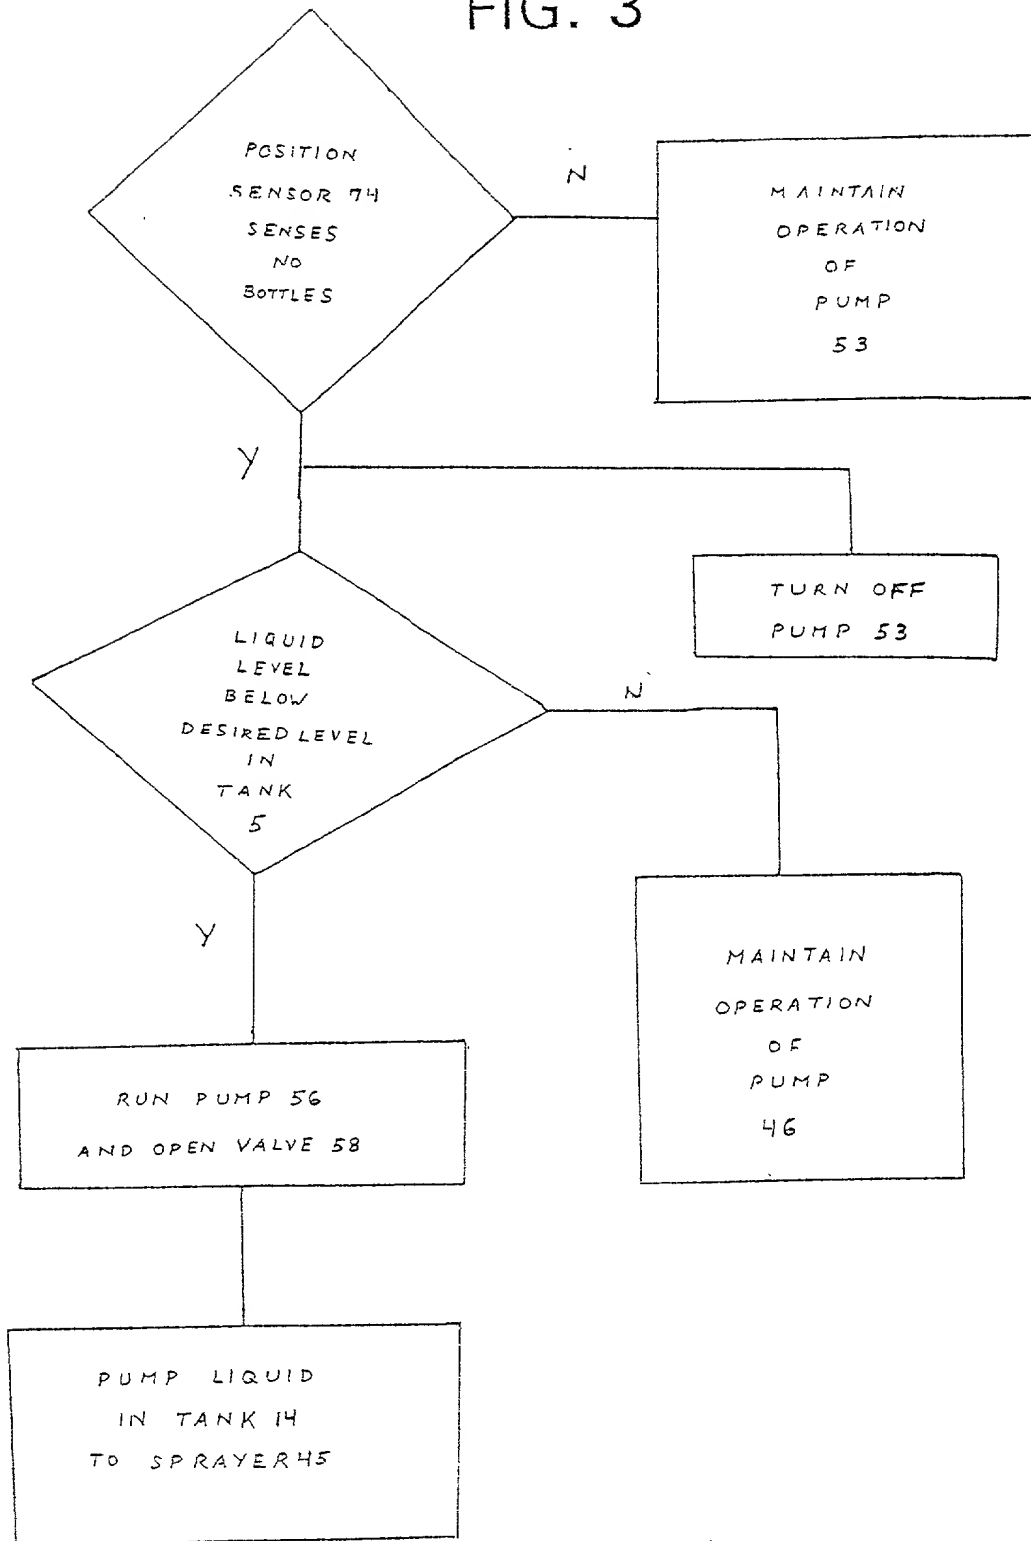 FIG. 3
POSITION
SENSOR 74
SENSES
NO
BOTTLES
N
MAINTAIN
OPERATION
OF
PUMP
53
Y
TURN OFF
PUMP 53
LIQUID
LEVEL
BELOW
DESIRED LEVEL
IN
TANK
5
N
Y
MAINTAIN
OPERATION
OF
PUMP
46
RUN PUMP 56
AND OPEN VALVE 58
PUMP LIQUID
IN TANK 14
TO SPRAYER 45